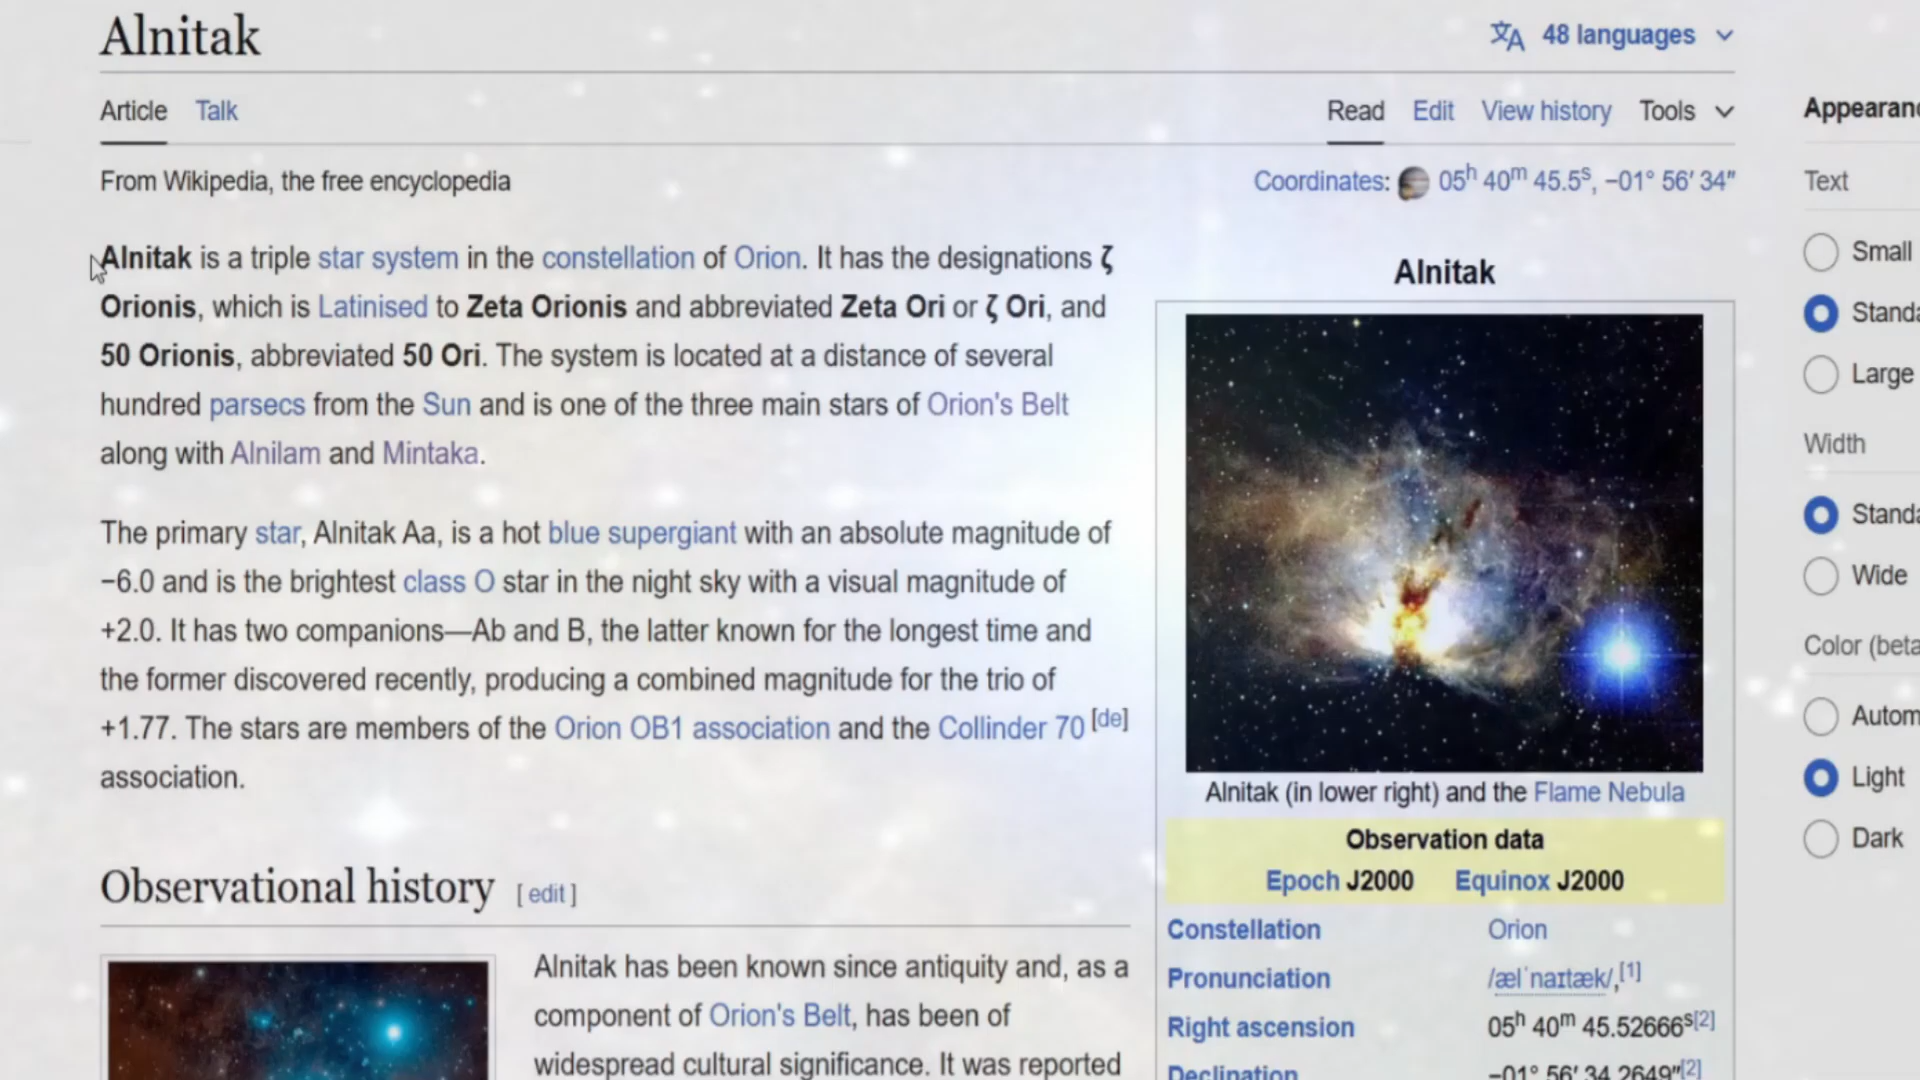 Alnitak
48 languages
Article Talk
Read Edit View history Tools
Appearanc
From Wikipedia, the free encyclopedia
Coordinates: 05h 40m 45.5s, −01° 56′ 34″
Alnitak is a triple star system in the constellation of Orion. It has the designations ζ
Orionis, which is Latinised to Zeta Orionis and abbreviated Zeta Ori or ζ Ori, and
50 Orionis, abbreviated 50 Ori. The system is located at a distance of several
hundred parsecs from the Sun and is one of the three main stars of Orion's Belt
along with Alnilam and Mintaka.
The primary star, Alnitak Aa, is a hot blue supergiant with an absolute magnitude of
−6.0 and is the brightest class O star in the night sky with a visual magnitude of
+2.0. It has two companions—Ab and B, the latter known for the longest time and
the former discovered recently, producing a combined magnitude for the trio of
+1.77. The stars are members of the Orion OB1 association and the Collinder 70 [de]
association.
Observational history [ edit ]
Alnitak has been known since antiquity and, as a
component of Orion's Belt, has been of
widespread cultural significance. It was reported
Alnitak
Alnitak (in lower right) and the Flame Nebula
Observation data
Epoch J2000 Equinox J2000
Constellation Orion
Pronunciation /ælˈnaɪtæk/,[1]
Right ascension 05h 40m 45.52666s[2]
Declination −01° 56′ 34.2649″[2]
Text
Small
Standa
Large
Width
Standa
Wide
Color (beta
Autom
Light
Dark